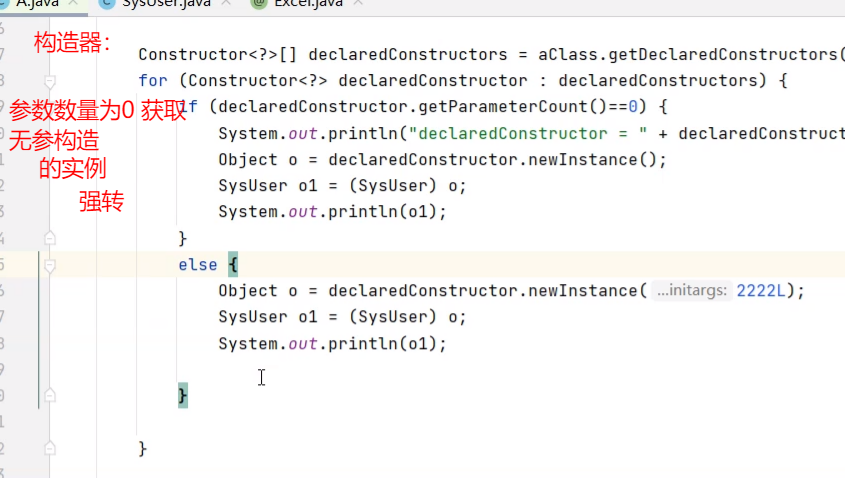 A.java SysUser.java Excel.java
构造器：
Constructor<?>[] declaredConstructors = aClass.getDeclaredConstructors(
for (Constructor<?> declaredConstructor : declaredConstructors) {
参数数量为0 获取
if (declaredConstructor.getParameterCount()==0) {
无参构造
System.out.println("declaredConstructor = " + declaredConstruct
的实例
Object o = declaredConstructor.newInstance();
强转
SysUser o1 = (SysUser) o;
System.out.println(o1);
}
else {
Object o = declaredConstructor.newInstance( ...initargs: 2222L);
SysUser o1 = (SysUser) o;
System.out.println(o1);
}
}